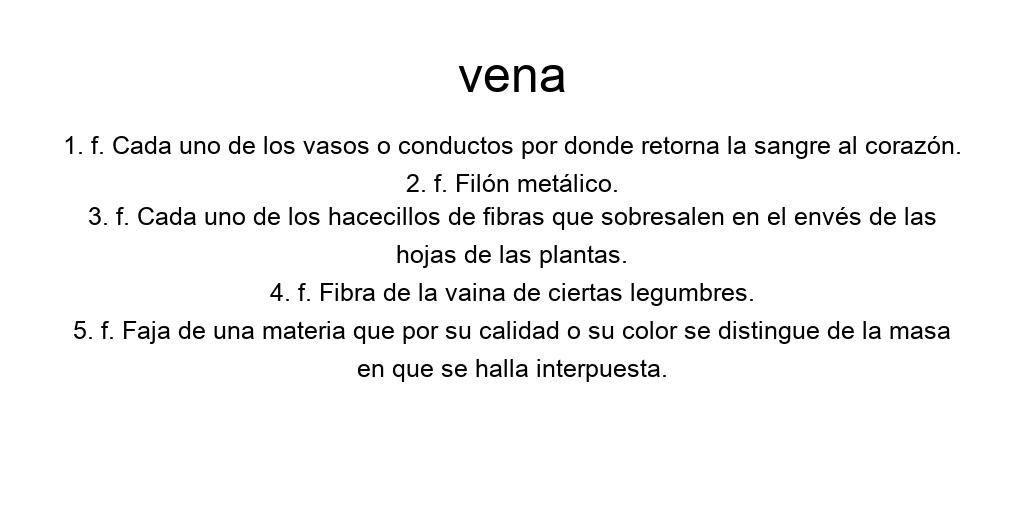 vena
1. f. Cada uno de los vasos o conductos por donde retorna la sangre al corazón.
2. f. Filón metálico.
3. f. Cada uno de los hacecillos de fibras que sobresalen en el envés de las
hojas de las plantas.
4. f. Fibra de la vaina de ciertas legumbres.
5. f. Faja de una materia que por su calidad o su color se distingue de la masa
en que se halla interpuesta.